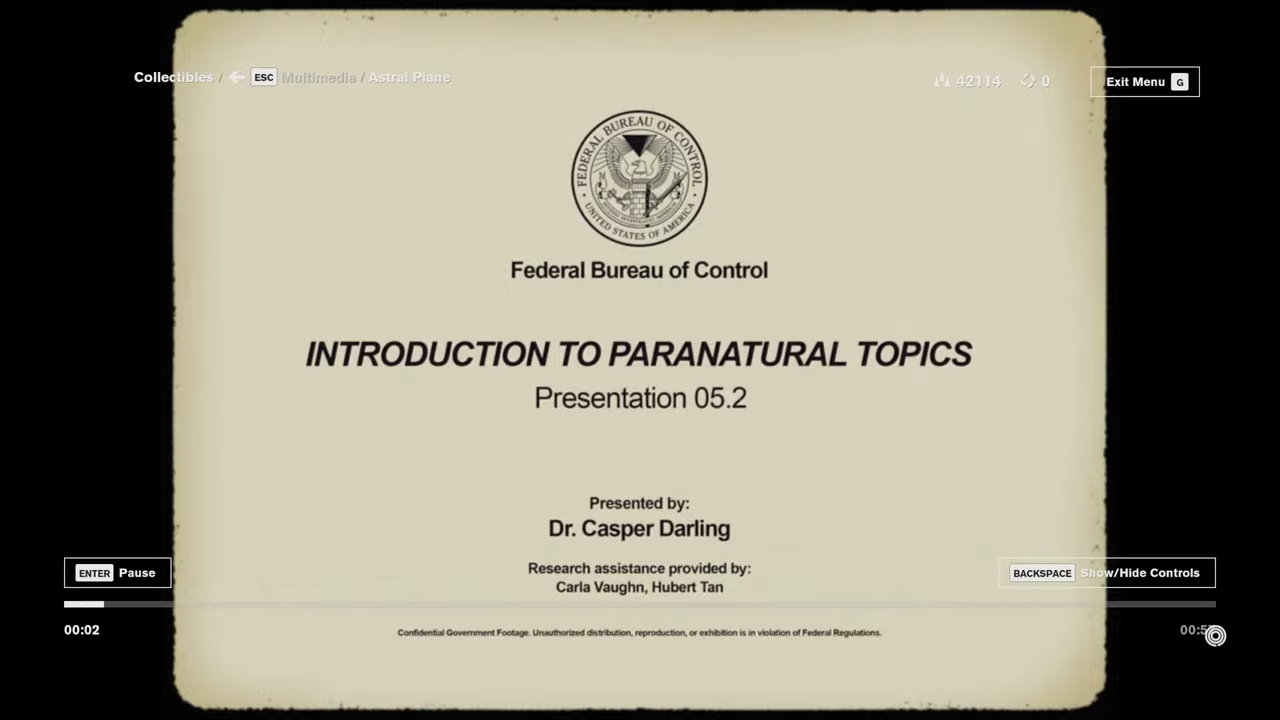 Collectibles / ESC Multimedia / Astral Plane
42114
0
Exit Menu G
FEDERAL BUREAU OF CONTROL
UNITED STATES OF AMERICA
Federal Bureau of Control
INTRODUCTION TO PARANATURAL TOPICS
Presentation 05.2
Presented by:
Dr. Casper Darling
Research assistance provided by:
Carla Vaughn, Hubert Tan
ENTER Pause
BACKSPACE Show/Hide Controls
00:02
Confidential Government Footage. Unauthorized distribution, reproduction, or exhibition is in violation of Federal Regulations.